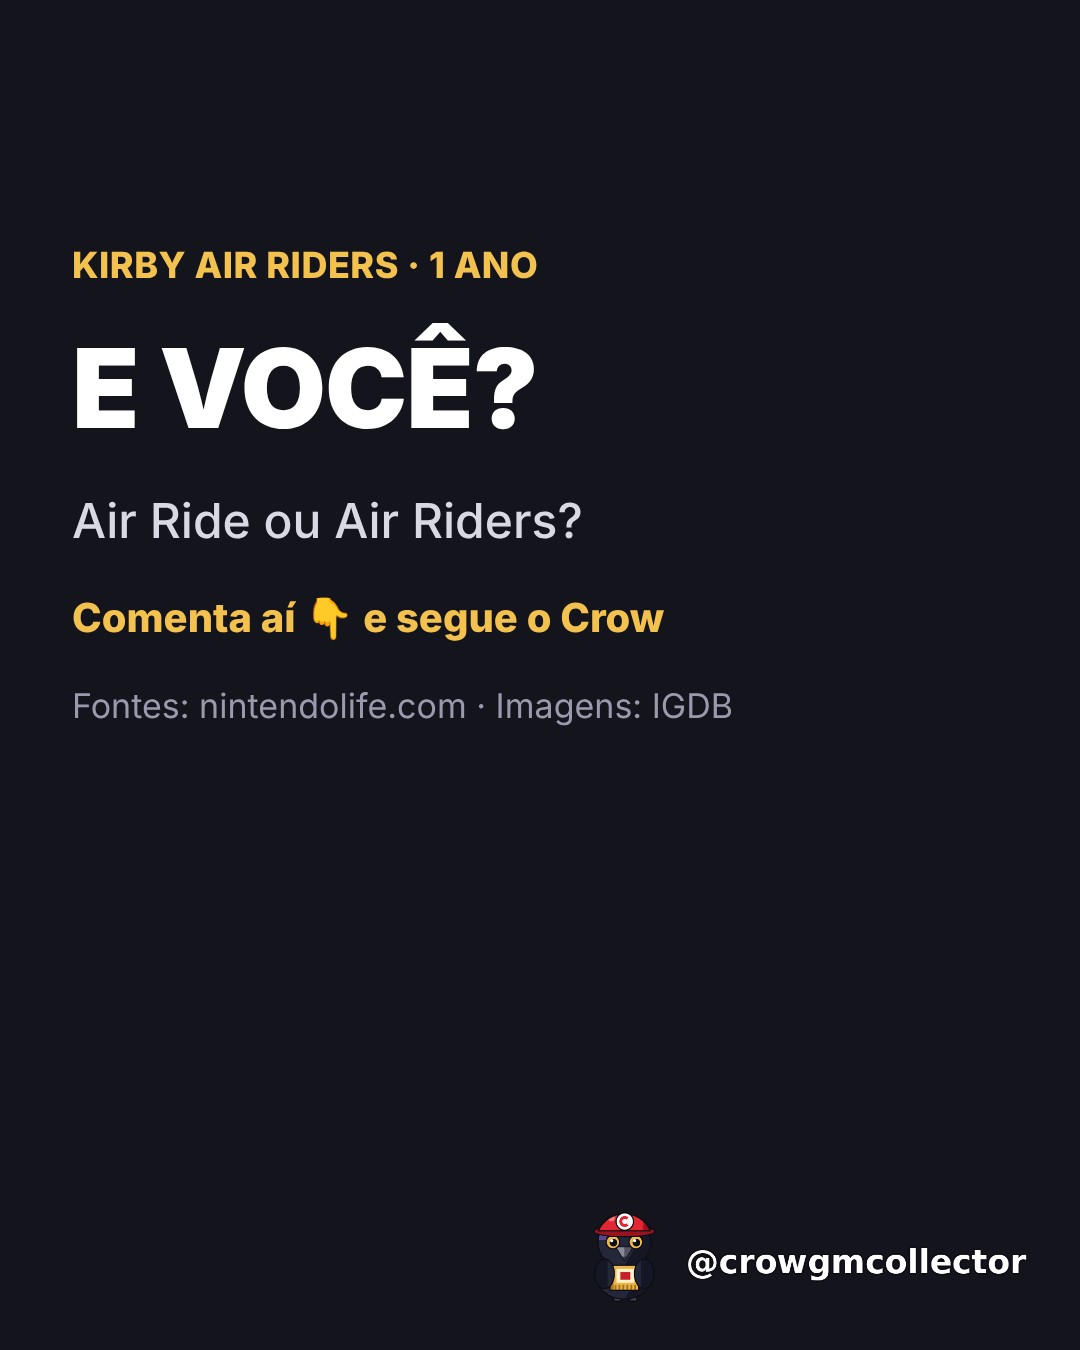 KIRBY AIR RIDERS · 1 ANO
E VOCÊ?
Air Ride ou Air Riders?
Comenta aí 👇 e segue o Crow
Fontes: nintendolife.com · Imagens: IGDB
C
@crowgmcollector